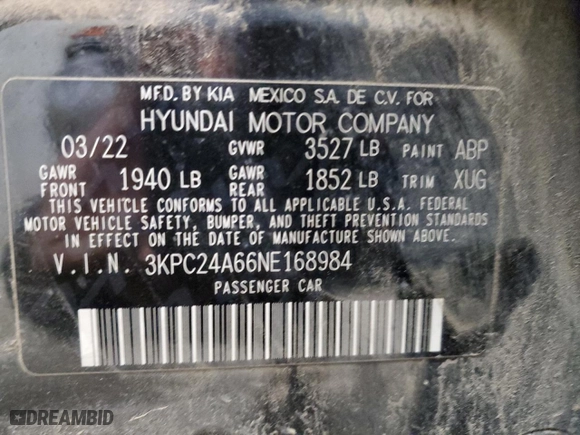 MFD. BY KIA MEXICO S.A. DE C.V. FOR
HYUNDAI MOTOR COMPANY
03/22 GVWR 3527 LB PAINT ABP
GAWR FRONT 1940 LB GAWR REAR 1852 LB TRIM XUG
THIS VEHICLE CONFORMS TO ALL APPLICABLE U.S.A. FEDERAL
MOTOR VEHICLE SAFETY, BUMPER, AND THEFT PREVENTION STANDARDS
IN EFFECT ON THE DATE OF MANUFACTURE SHOWN ABOVE.
V.I.N. 3KPC24A66NE168984
PASSENGER CAR
DREAMBID